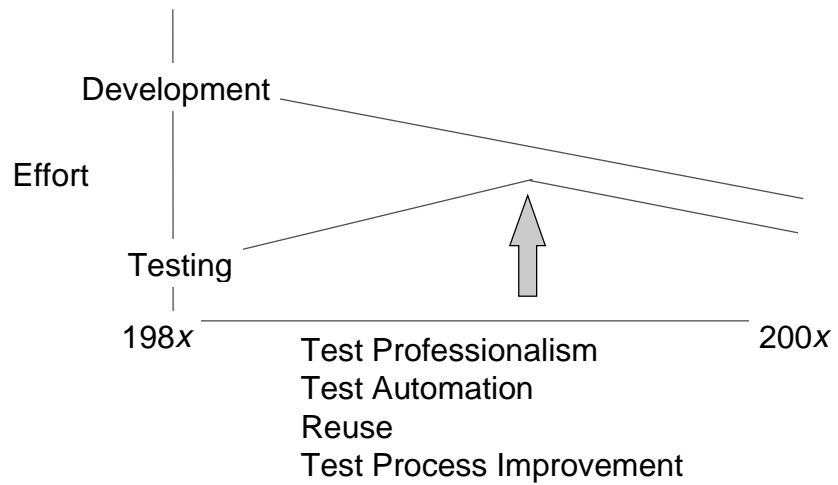 Development
Effort
Testing
198x
200x
Test Professionalism
Test Automation
Reuse
Test Process Improvement